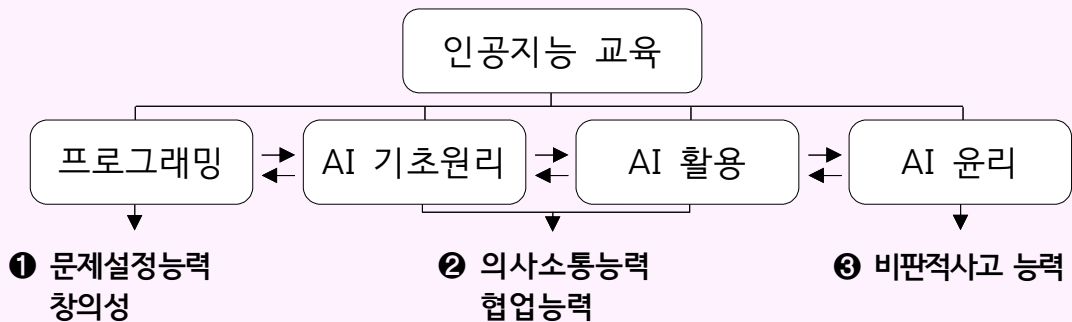 인공지능 교육
프로그래밍
AI 기초원리
AI 활용
AI 윤리
❶ 문제설정능력
창의성
❷ 의사소통능력
협업능력
❸ 비판적사고 능력